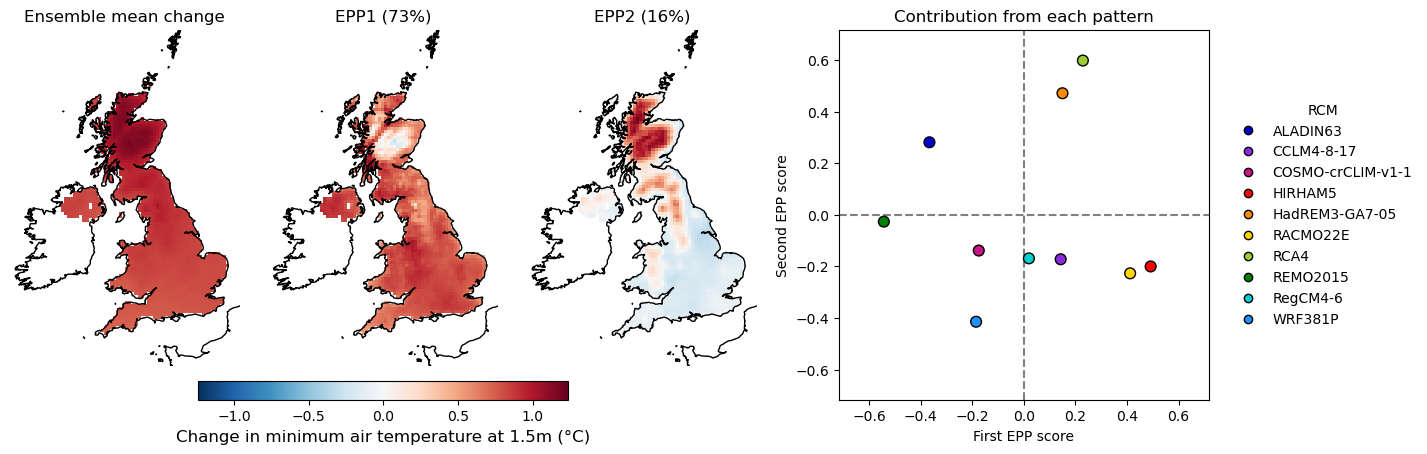 Ensemble mean change
EPP1 (73%)
EPP2 (16%)
Contribution from each pattern
−1.0
−0.5
0.0
0.5
1.0
Change in minimum air temperature at 1.5m (°C)
Second EPP score
0.6
0.4
0.2
0.0
−0.2
−0.4
−0.6
−0.6
−0.4
−0.2
0.0
0.2
0.4
0.6
First EPP score
RCM
ALADIN63
CCLM4-8-17
COSMO-crCLIM-v1-1
HIRHAM5
HadREM3-GA7-05
RACMO22E
RCA4
REMO2015
RegCM4-6
WRF381P